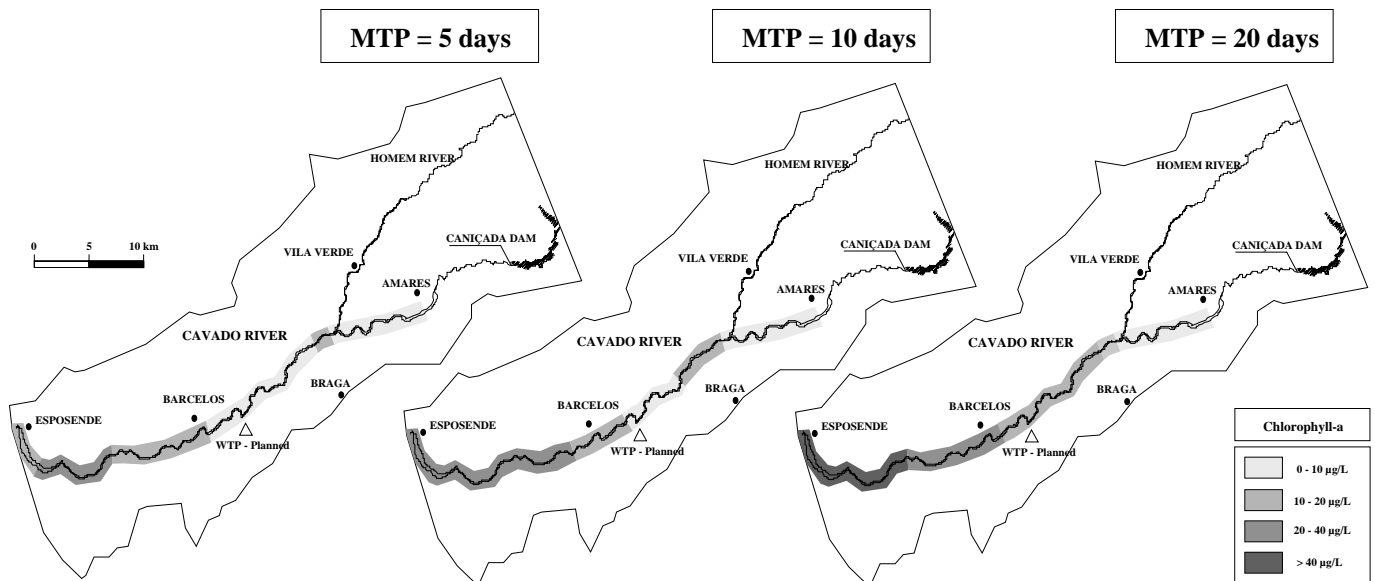 MTP = 5 days
MTP = 10 days
MTP = 20 days
HOMEM RIVER
VILA VERDE
CANIÇADA DAM
AMARES
CAVADO RIVER
BRAGA
BARCELOS
ESPOSENDE
WTP - Planned
0 5 10 km
HOMEM RIVER
VILA VERDE
CANIÇADA DAM
AMARES
CAVADO RIVER
BRAGA
BARCELOS
ESPOSENDE
WTP - Planned
HOMEM RIVER
VILA VERDE
CANIÇADA DAM
AMARES
CAVADO RIVER
BRAGA
BARCELOS
ESPOSENDE
WTP - Planned
Chlorophyll-a
0 - 10 µg/L
10 - 20 µg/L
20 - 40 µg/L
> 40 µg/L